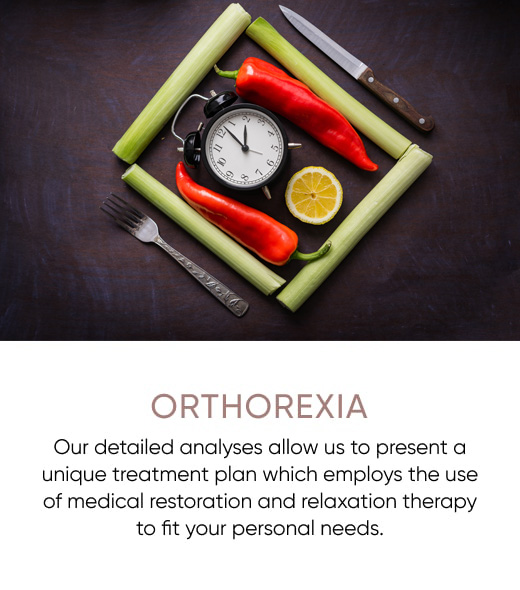 ORTHOREXIA
Our detailed analyses allow us to present a
unique treatment plan which employs the use
of medical restoration and relaxation therapy
to fit your personal needs.